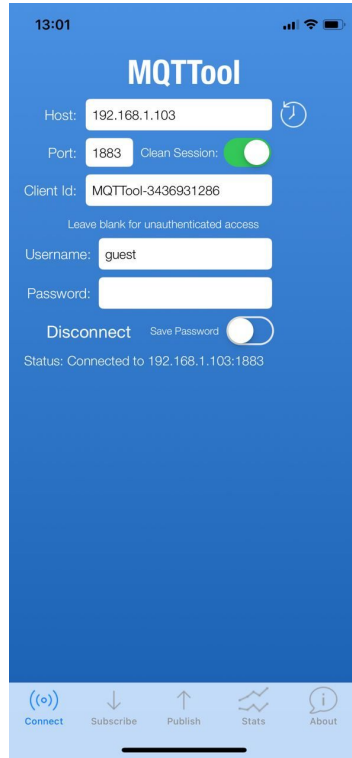 13:01
MQTTool
Host: 192.168.1.103
Port: 1883 Clean Session:
Client Id: MQTTool-3436931286
Leave blank for unauthenticated access
Username: guest
Password:
Disconnect Save Password
Status: Connected to 192.168.1.103:1883
Connect Subscribe Publish Stats About